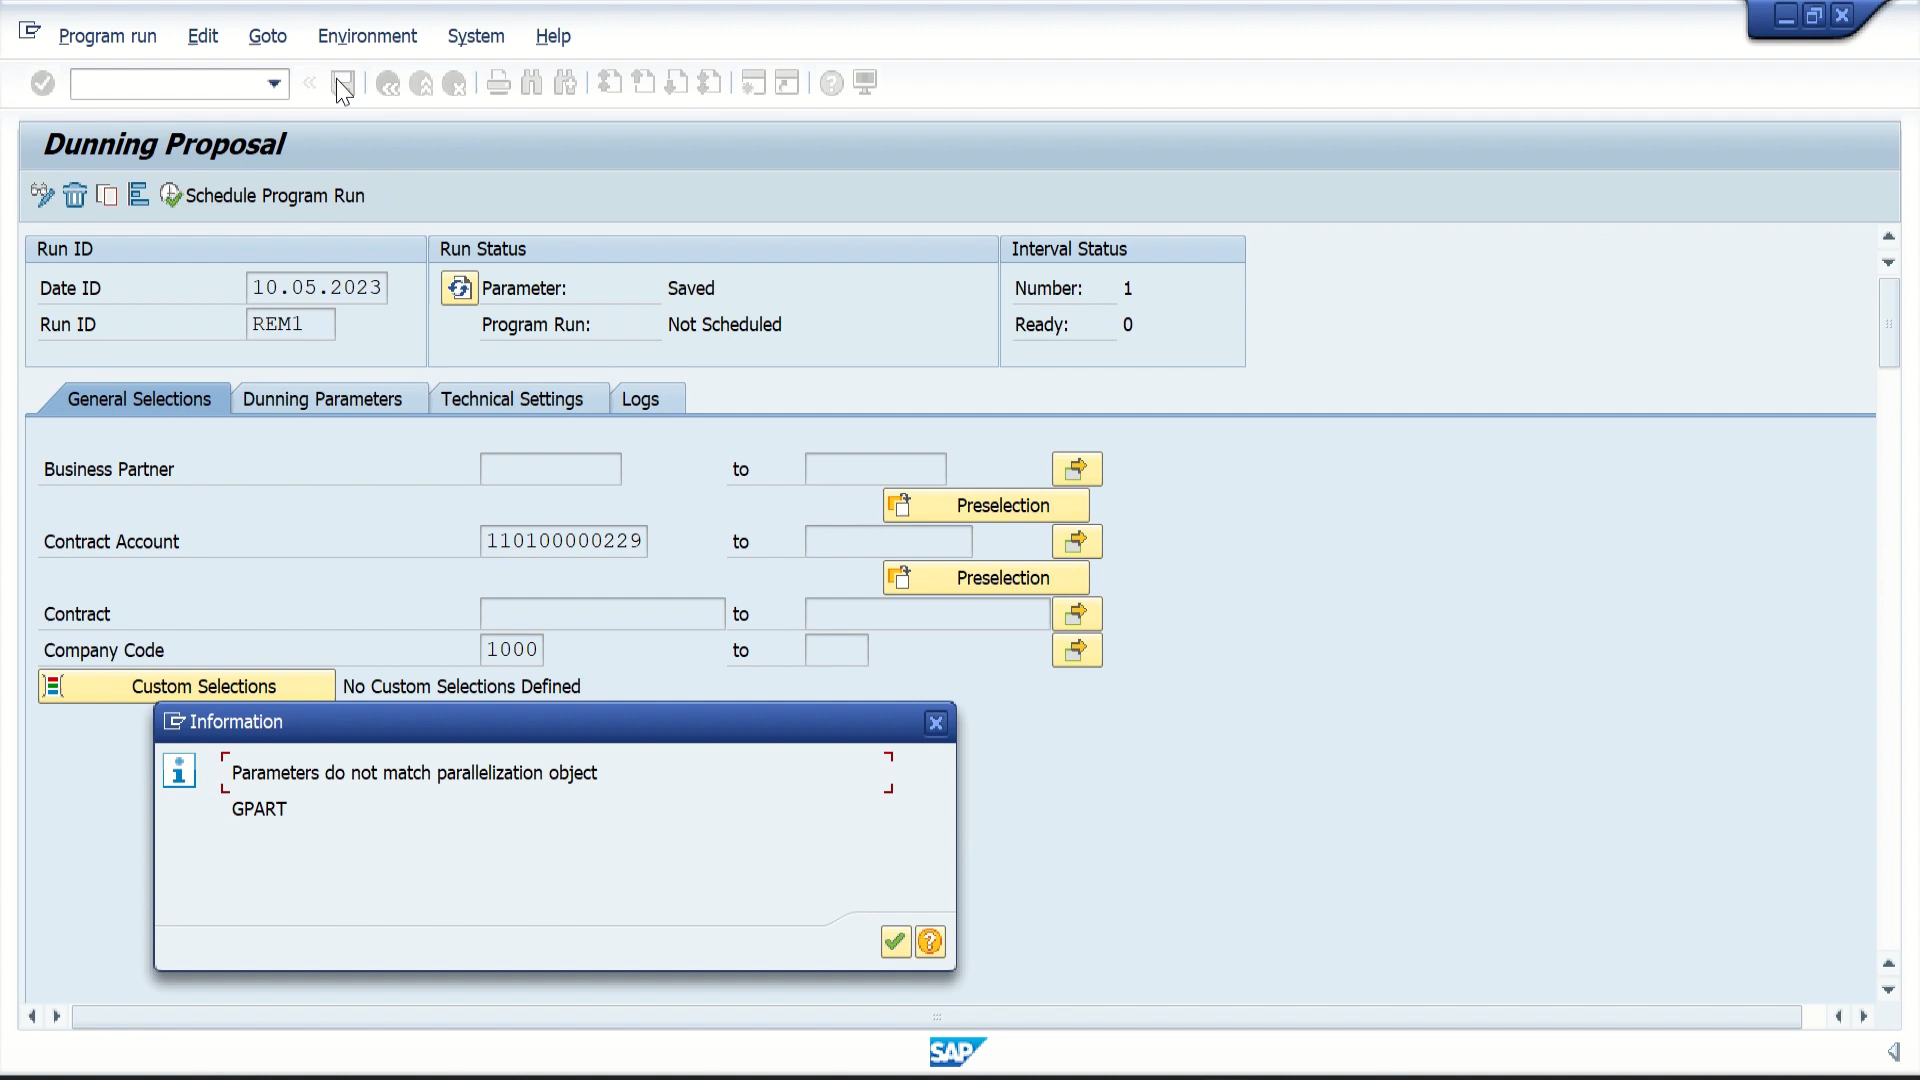 Program run Edit Goto Environment System Help
Dunning Proposal
Schedule Program Run
Run ID Run Status Interval Status
Date ID 10.05.2023 Parameter: Saved Number: 1
Run ID REM1 Program Run: Not Scheduled Ready: 0
General Selections Dunning Parameters Technical Settings Logs
Business Partner to
Preselection
Contract Account 110100000229 to
Preselection
Contract to
Company Code 1000 to
Custom Selections No Custom Selections Defined
Information
Parameters do not match parallelization object
GPART
SAP